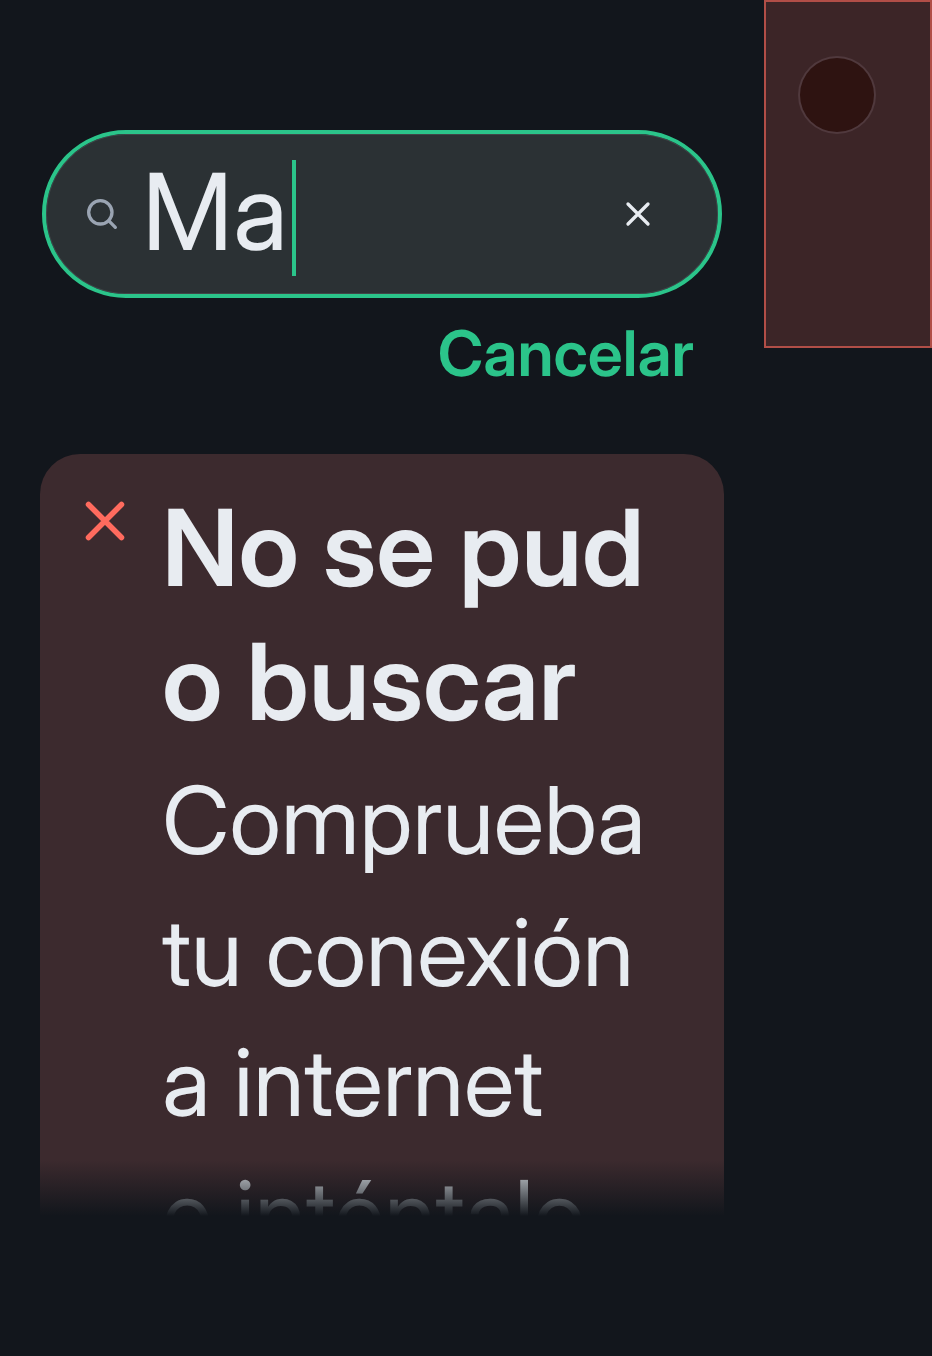 Ma
Cancelar
No se pud
o buscar
Comprueba
tu conexión
a internet